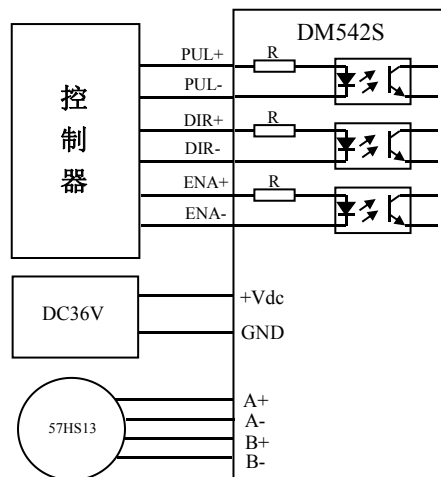 DM542S
控
制
器
PUL+
R
PUL-
DIR+
R
DIR-
ENA+
R
ENA-
DC36V
+Vdc
GND
57HS13
A+
A-
B+
B-